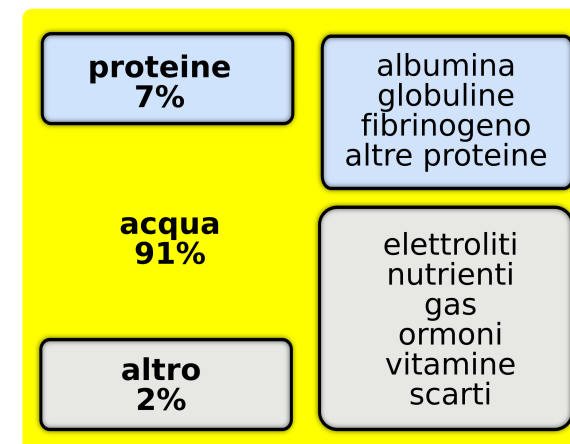 proteine
7%
albumina
globuline
fibrinogeno
altre proteine
acqua
91%
elettroliti
nutrienti
gas
ormoni
vitamine
scarti
altro
2%